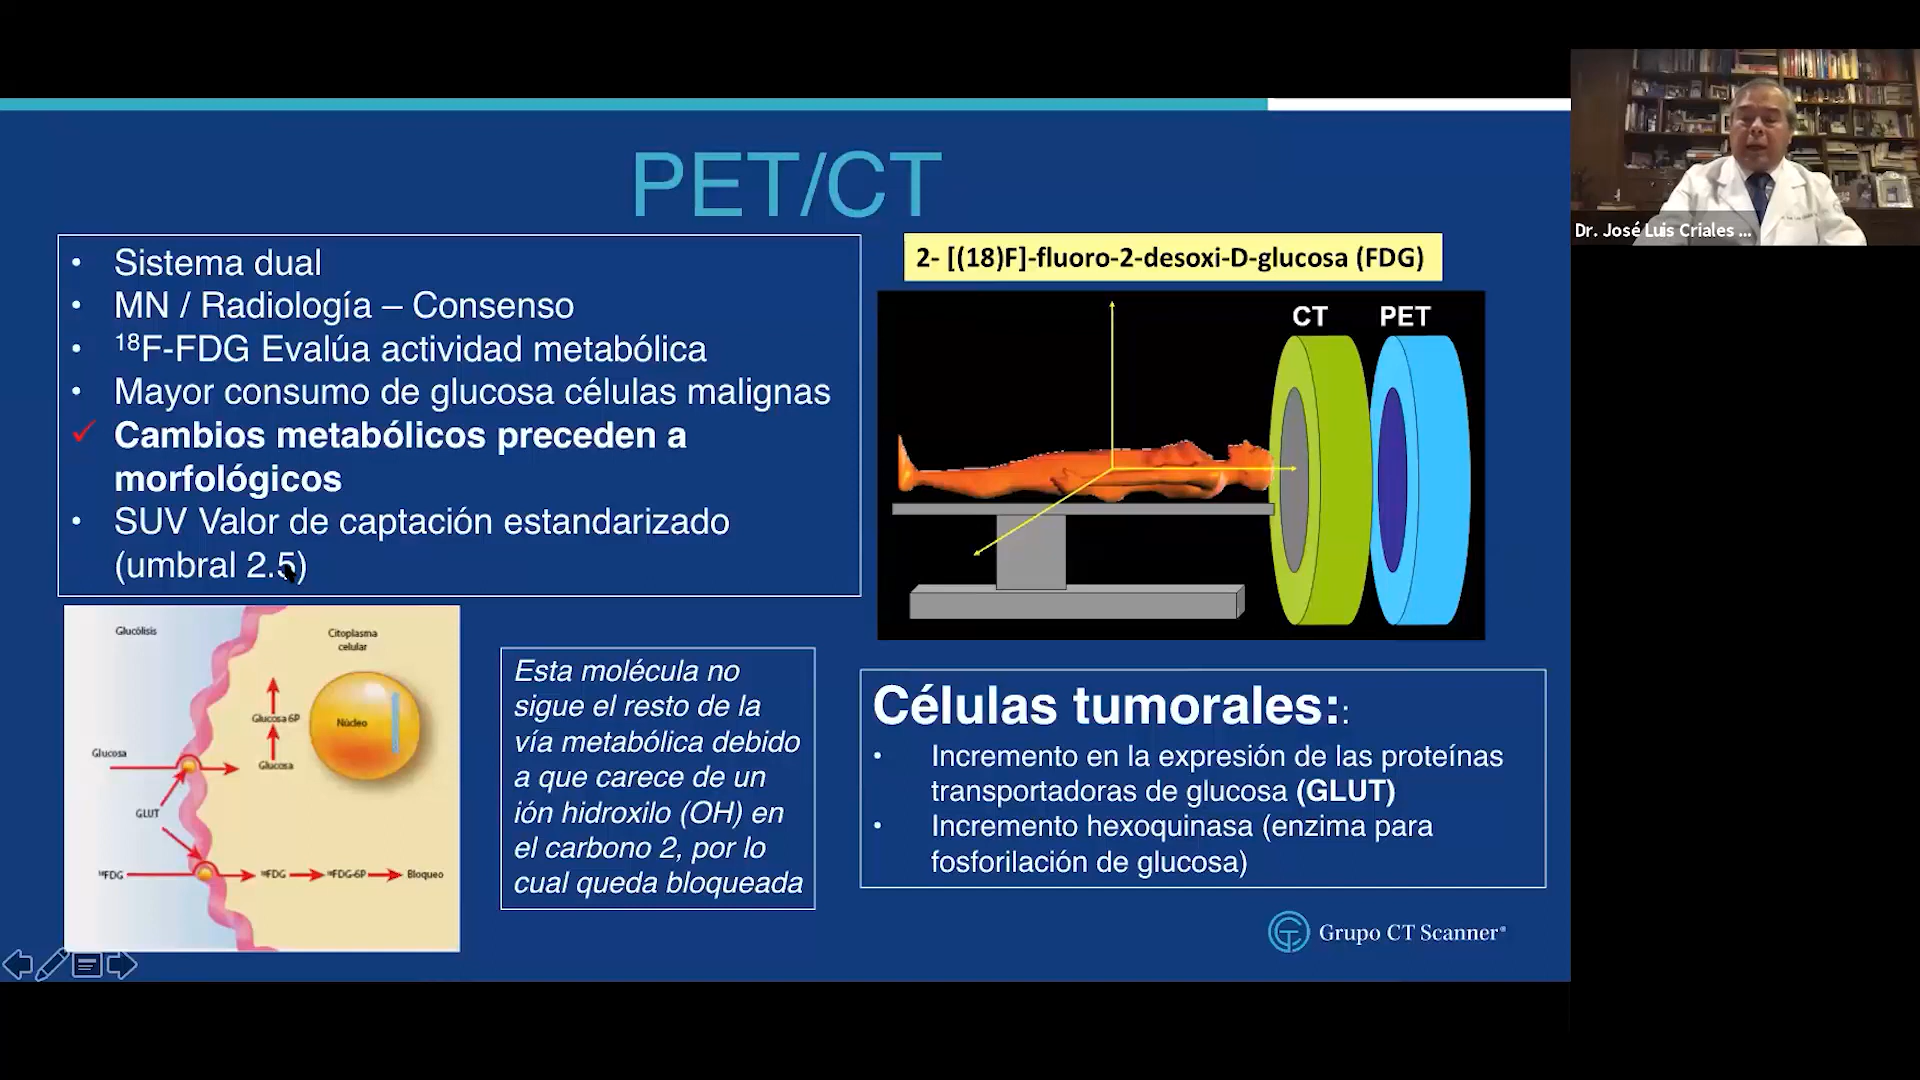 PET/CT
• Sistema dual
• MN / Radiología – Consenso
• ¹⁸F-FDG Evalúa actividad metabólica
• Mayor consumo de glucosa células malignas
✓ Cambios metabólicos preceden a
morfológicos
• SUV Valor de captación estandarizado
(umbral 2.5)
2- [(18)F]-fluoro-2-desoxi-D-glucosa (FDG)
CT PET
Dr. José Luis Criales ...
Glucólisis
Citoplasma
celular
Glucosa 6P
Núcleo
Glucosa
Glucosa
GLUT
¹⁸FDG
¹⁸FDG
¹⁸FDG-6P
Bloqueo
Esta molécula no
sigue el resto de la
vía metabólica debido
a que carece de un
ión hidroxilo (OH) en
el carbono 2, por lo
cual queda bloqueada
Células tumorales::
• Incremento en la expresión de las proteínas
transportadoras de glucosa (GLUT)
• Incremento hexoquinasa (enzima para
fosforilación de glucosa)
Grupo CT Scanner®